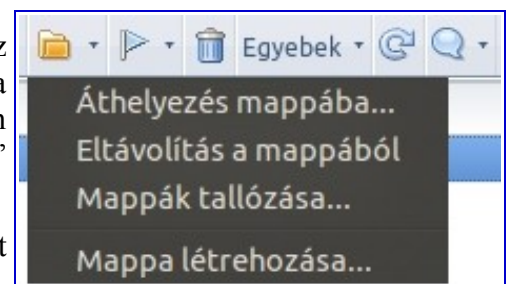 z
a
n
”
t
Egyebek
Áthelyezés mappába...
Eltávolítás a mappából
Mappák tallózása...
Mappa létrehozása...